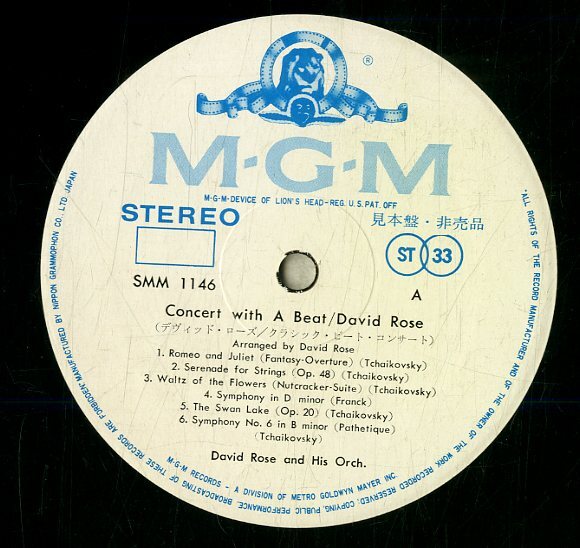 ®
M-G-M
M-G-M-DEVICE OF LION'S HEAD-REG. U.S. PAT. OFF
STEREO
見本盤・非売品
ST 33
SMM 1146
A
Concert with A Beat/David Rose
(デヴィッド・ローズ/クラシック・ビート・コンサート)
Arranged by David Rose
1. Romeo and Juliet (Fantasy-Overture) (Tchaikovsky)
2. Serenade for Strings (Op. 48) (Tchaikovsky)
3. Waltz of the Flowers (Nutcracker-Suite) (Tchaikovsky)
4. Symphony in D minor (Franck)
5. The Swan Lake (Op. 20) (Tchaikovsky)
6. Symphony No. 6 in B minor (Pathetique)
(Tchaikovsky)
David Rose and His Orch.
M-G-M RECORDS - A DIVISION OF METRO GOLDWYN MAYER INC
"ALL RIGHTS OF THE RECORD MANUFACTURER AND OF THE OWNER OF THE WORK RECORDED RESERVED. COPYING, PUBLIC PERFORMANCE, BROADCASTING OF THESE RECORDS ARE FORBIDDEN" MANUFACTURED BY NIPPON GRAMMOPHON CO., LTD. JAPAN